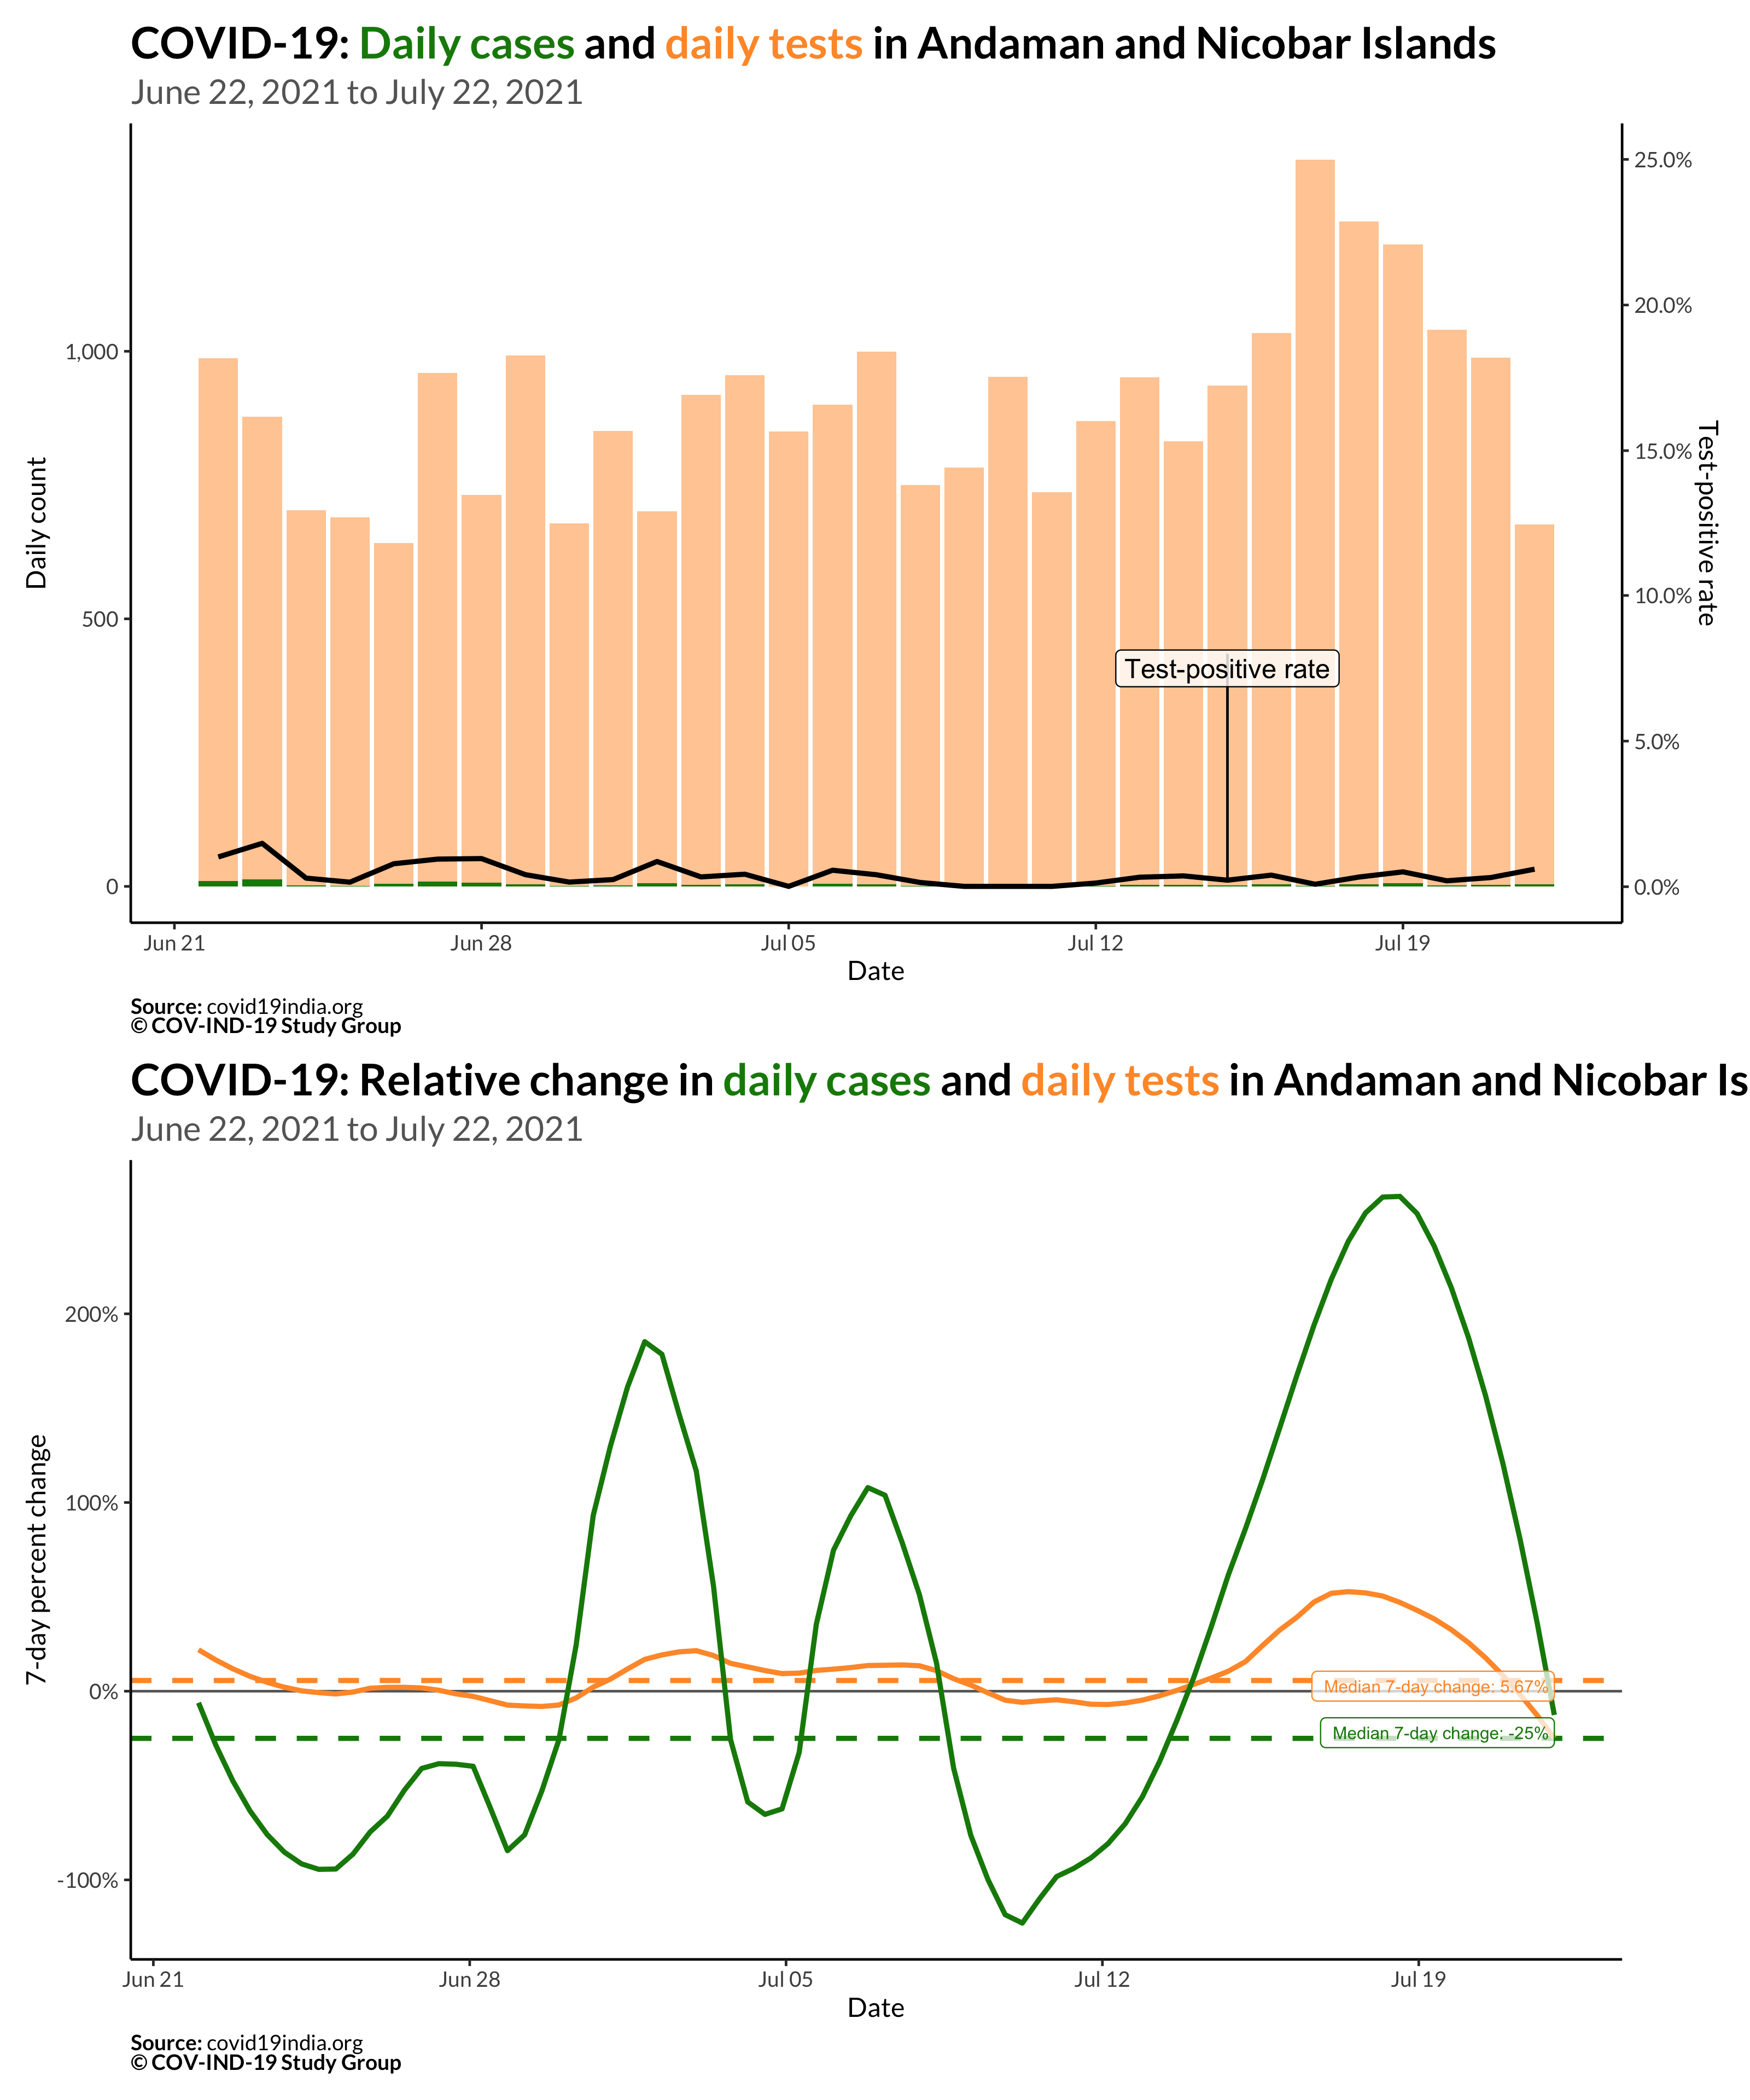 COVID-19: Daily cases and daily tests in Andaman and Nicobar Islands
June 22, 2021 to July 22, 2021
25.0%
20.0%
1,000
15.0%
Daily count
Test-positive rate
10.0%
500
Test-positive rate
5.0%
0
0.0%
Jun 21
Jun 28
Jul 05
Jul 12
Jul 19
Date
Source: covid19india.org
© COV-IND-19 Study Group
COVID-19: Relative change in daily cases and daily tests in Andaman and Nicobar Is
June 22, 2021 to July 22, 2021
200%
100%
7-day percent change
0%
Median 7-day change: 5.67%
Median 7-day change: -25%
-100%
Jun 21
Jun 28
Jul 05
Jul 12
Jul 19
Date
Source: covid19india.org
© COV-IND-19 Study Group